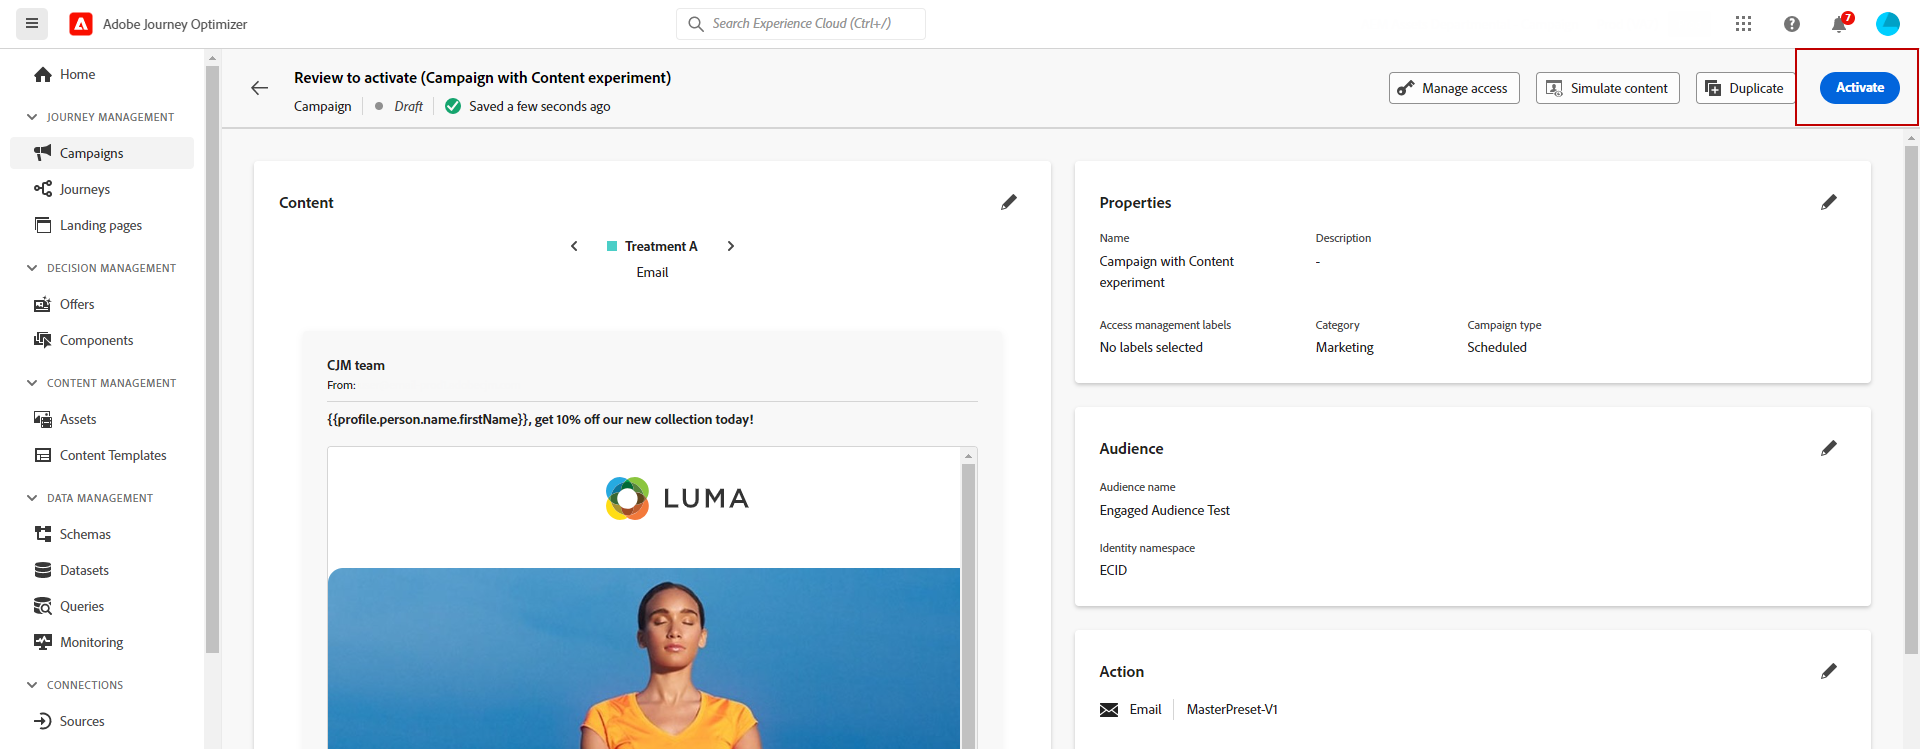 Adobe Journey Optimizer
Search Experience Cloud (Ctrl+/)
7
Home
JOURNEY MANAGEMENT
Campaigns
Journeys
Landing pages
DECISION MANAGEMENT
Offers
Components
CONTENT MANAGEMENT
Assets
Content Templates
DATA MANAGEMENT
Schemas
Datasets
Queries
Monitoring
CONNECTIONS
Sources
Review to activate (Campaign with Content experiment)
Campaign Draft Saved a few seconds ago
Manage access
Simulate content
Duplicate
Activate
Content
Treatment A
Email
CJM team
From:
{{profile.person.name.firstName}}, get 10% off our new collection today!
LUMA
Properties
Name
Campaign with Content
experiment
Description
-
Access management labels
No labels selected
Category
Marketing
Campaign type
Scheduled
Audience
Audience name
Engaged Audience Test
Identity namespace
ECID
Action
Email MasterPreset-V1